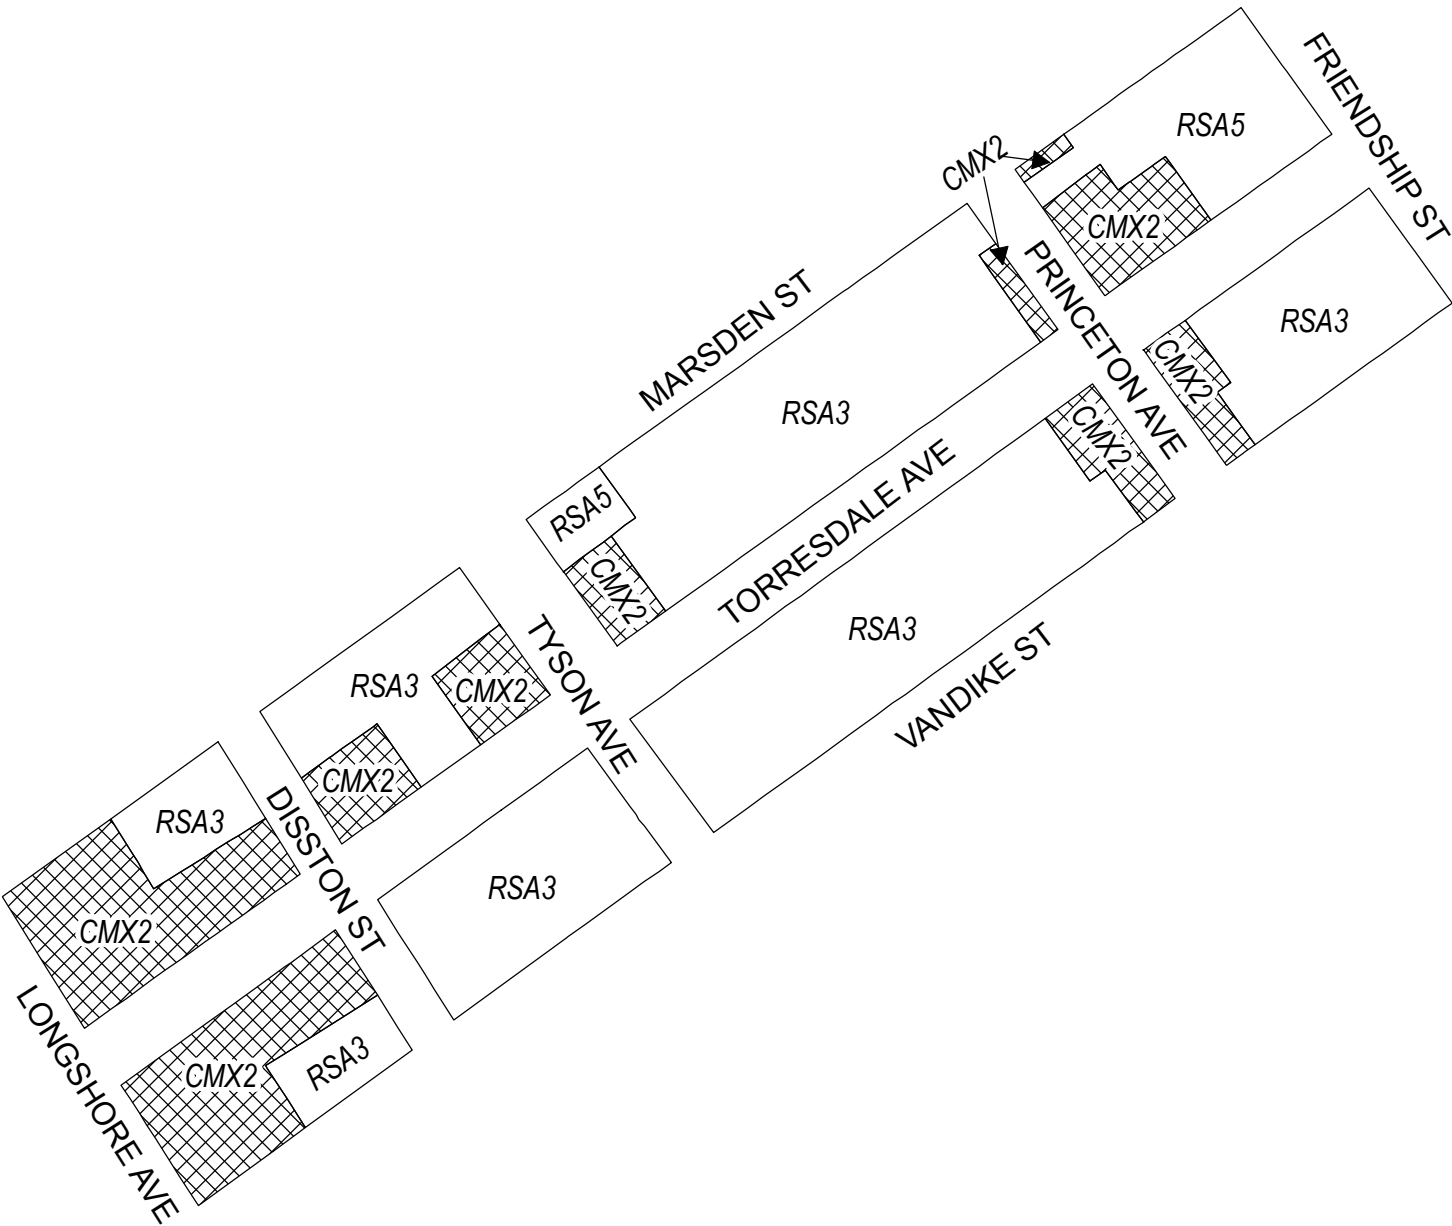 FRIENDSHIP ST
RSA5
CMX2
CMX2
PRINCETON AVE
MARSDEN ST
RSA3
CMX2
RSA3
CMX2
TORRESDALE AVE
RSA5
CMX2
RSA3
VANDIKE ST
TYSON AVE
RSA3
CMX2
CMX2
DISSTON ST
RSA3
RSA3
CMX2
LONGSHORE AVE
CMX2
RSA3